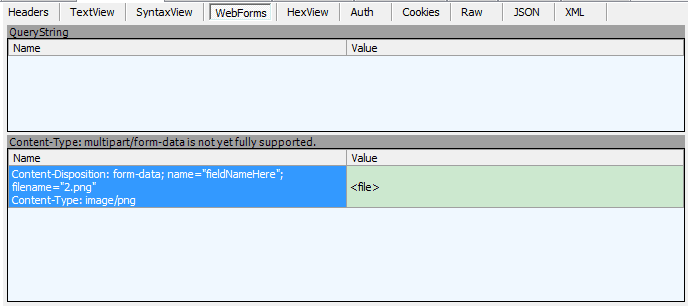 Headers TextView SyntaxView WebForms HexView Auth Cookies Raw JSON XML
QueryString
Name Value
Content-Type: multipart/form-data is not yet fully supported.
Name Value
Content-Disposition: form-data; name="fieldNameHere";
filename="2.png"
<file>
Content-Type: image/png